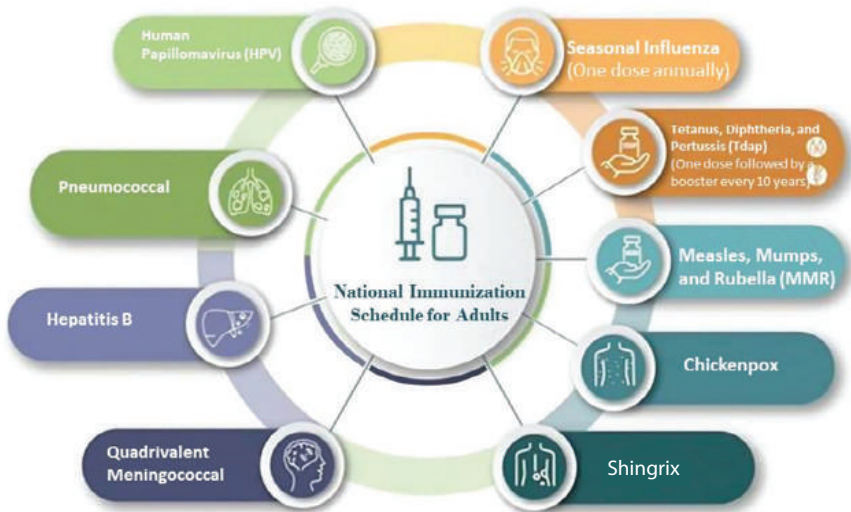 Human
Papillomavirus (HPV)
Seasonal Influenza
(One dose annually)
Tetanus, Diphtheria, and
Pertussis (Tdap)
(One dose followed by a
booster every 10 years)
Pneumococcal
Measles, Mumps,
and Rubella (MMR)
National Immunization
Schedule for Adults
Hepatitis B
Chickenpox
Quadrivalent
Meningococcal
Shingrix